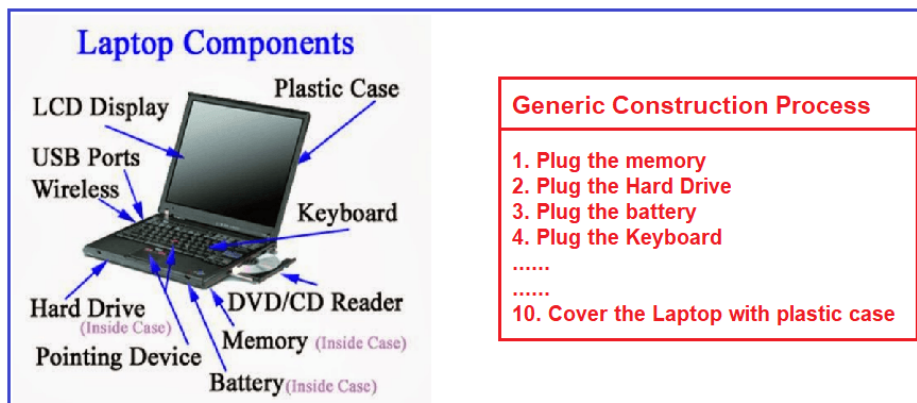 Laptop Components
Plastic Case
LCD Display
USB Ports
Wireless
Keyboard
Hard Drive
(Inside Case)
DVD/CD Reader
Pointing Device
Memory (Inside Case)
Battery (Inside Case)
Generic Construction Process
1. Plug the memory
2. Plug the Hard Drive
3. Plug the battery
4. Plug the Keyboard
......
......
10. Cover the Laptop with plastic case